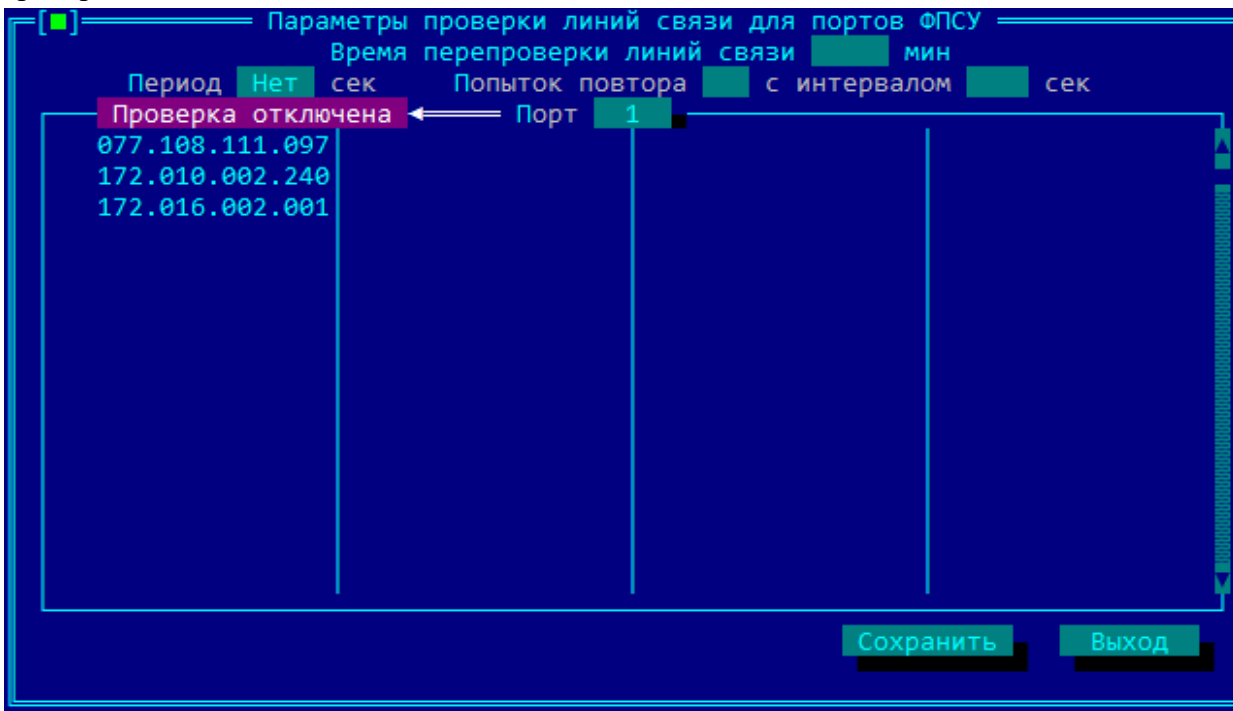 [■] Параметры проверки линий связи для портов ФПСУ
Время перепроверки линий связи мин
Период Нет сек Попыток повтора с интервалом сек
Проверка отключена Порт 1
077.108.111.097
172.010.002.240
172.016.002.001
Сохранить Выход